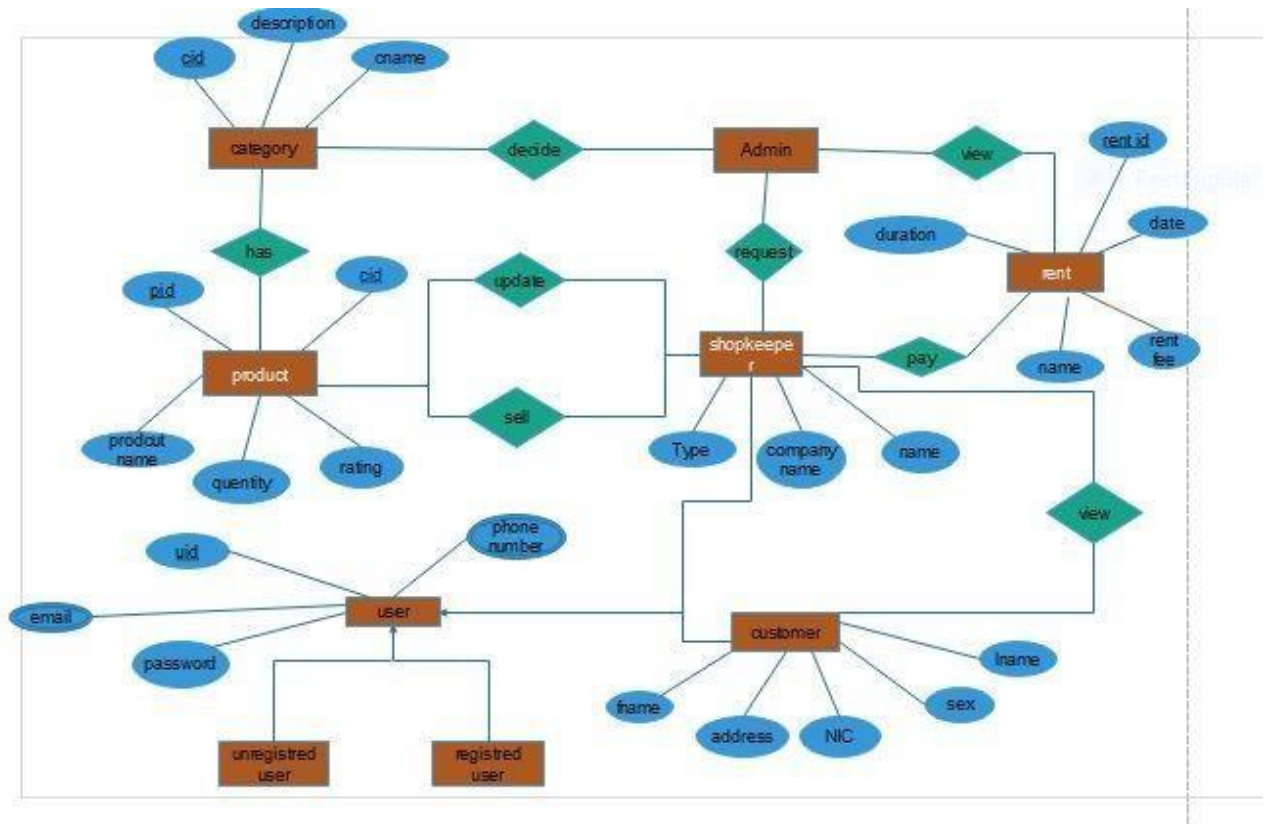 description
cid
cname
category
decide
Admin
view
rent id
duration
date
has
request
rent
pid
cid
update
shopkeepe
r
pay
name
rent
fee
product
sell
prodcut
name
quentity
rating
Type
company
name
name
view
uid
phone
number
email
user
password
customer
lname
fname
sex
address
NIC
unregistred
user
registred
user
Rectangula